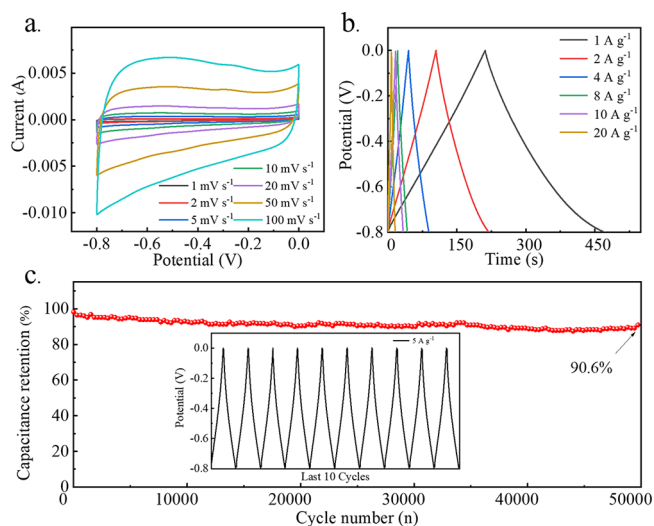 a.
Current (A)
0.005
0.000
-0.005
-0.010
1 mV s⁻¹
2 mV s⁻¹
5 mV s⁻¹
10 mV s⁻¹
20 mV s⁻¹
50 mV s⁻¹
100 mV s⁻¹
-0.8 -0.6 -0.4 -0.2 0.0
Potential (V)
b.
Potential (V)
0.0
-0.2
-0.4
-0.6
-0.8
1 A g⁻¹
2 A g⁻¹
4 A g⁻¹
8 A g⁻¹
10 A g⁻¹
20 A g⁻¹
0 150 300 450
Time (s)
c.
Capacitance retention (%)
100
80
60
40
20
0
90.6%
5 A g⁻¹
Potential (V)
0.0
-0.2
-0.4
-0.6
-0.8
Last 10 Cycles
0 10000 20000 30000 40000 50000
Cycle number (n)